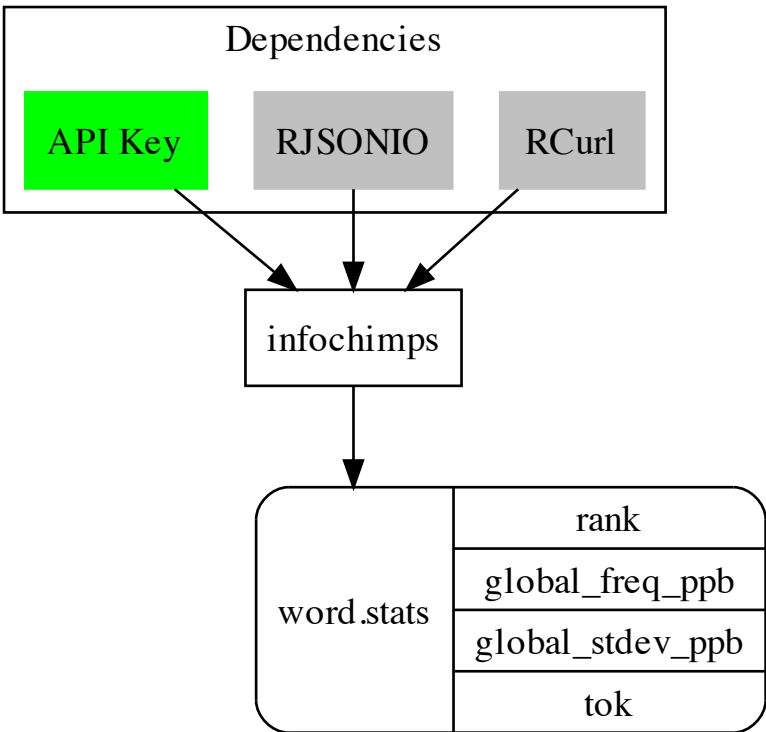 Dependencies
API Key
RJSONIO
RCurl
infochimps
word.stats
rank
global_freq_ppb
global_stdev_ppb
tok